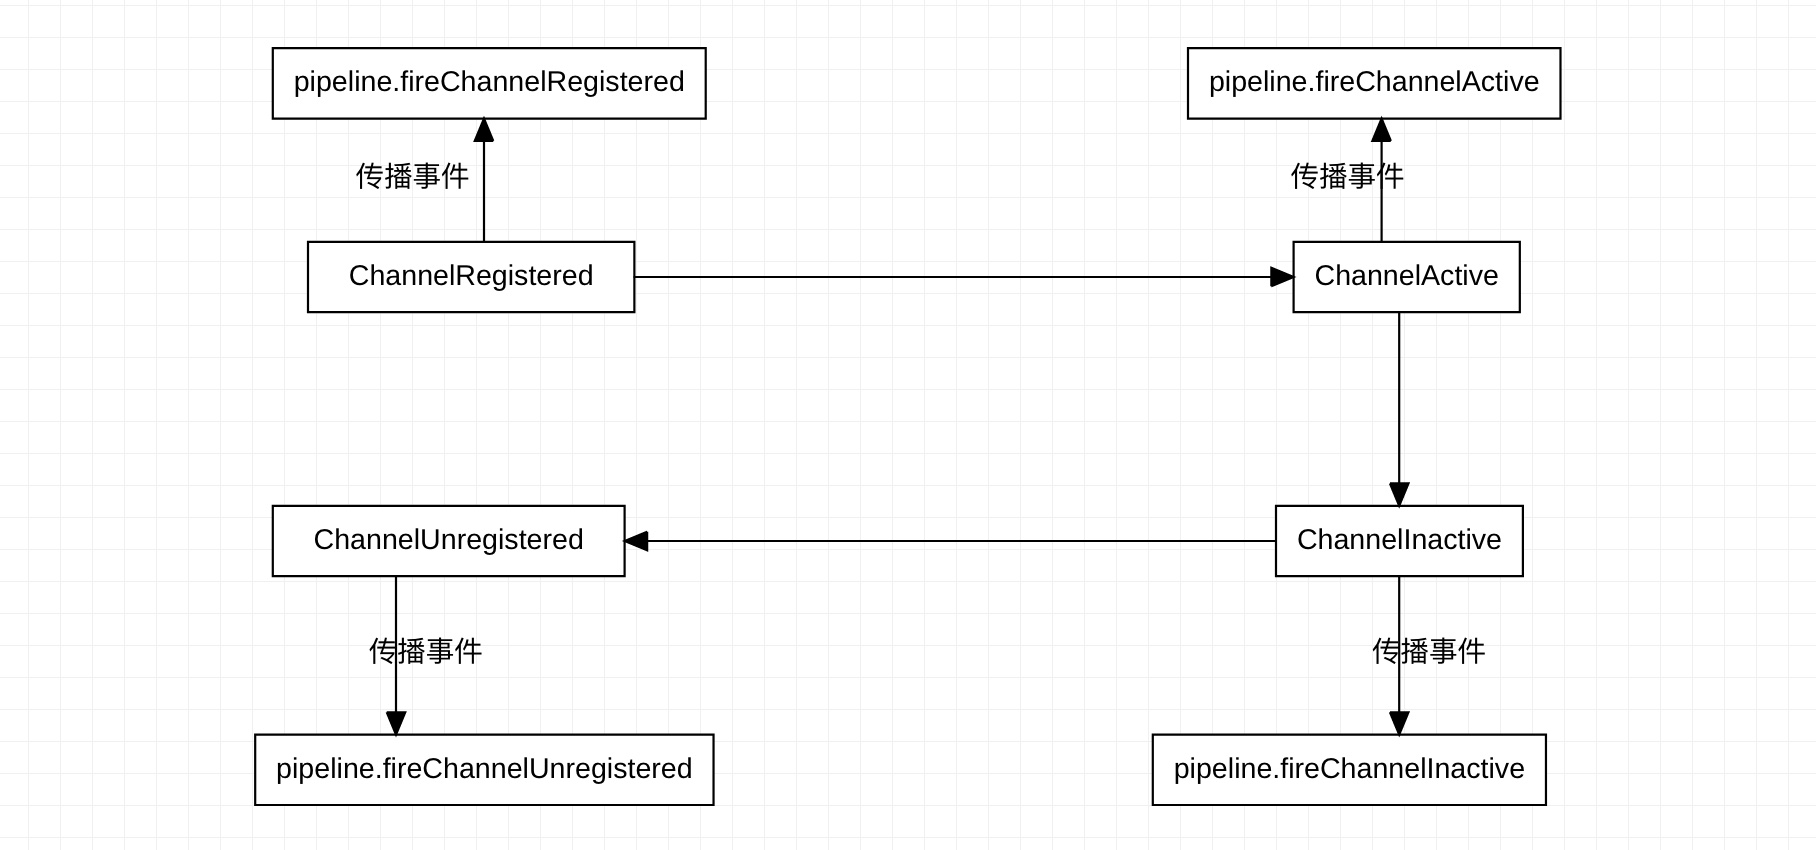 pipeline.fireChannelRegistered
pipeline.fireChannelActive
传播事件
传播事件
ChannelRegistered
ChannelActive
ChannelUnregistered
ChannelInactive
传播事件
传播事件
pipeline.fireChannelUnregistered
pipeline.fireChannelInactive